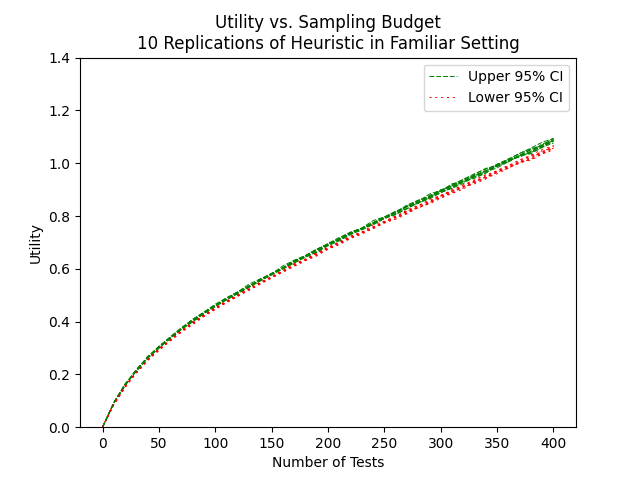 Utility vs. Sampling Budget
10 Replications of Heuristic in Familiar Setting
Upper 95% CI
Lower 95% CI
1.4
1.2
1.0
0.8
0.6
0.4
0.2
0.0
Utility
0 50 100 150 200 250 300 350 400
Number of Tests